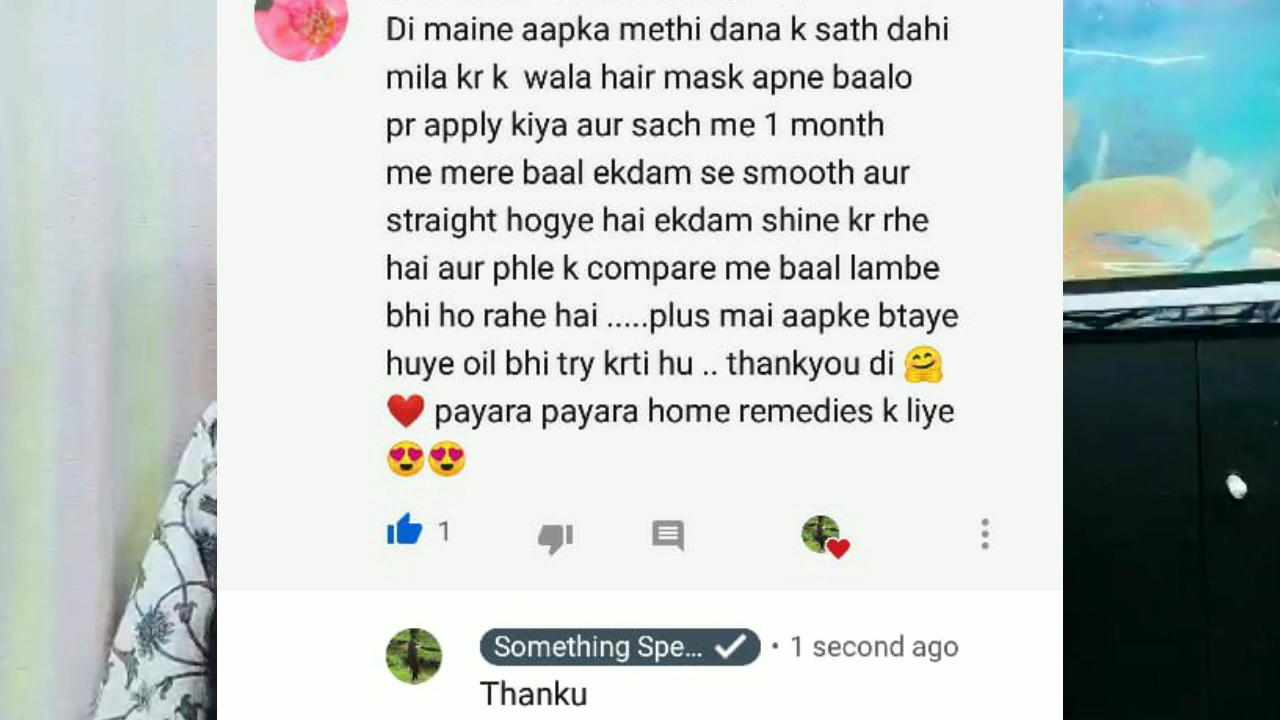 Di maine aapka methi dana k sath dahi
mila kr k wala hair mask apne baalo
pr apply kiya aur sach me 1 month
me mere baal ekdam se smooth aur
straight hogye hai ekdam shine kr rhe
hai aur phle k compare me baal lambe
bhi ho rahe hai .....plus mai aapke btaye
huye oil bhi try krti hu .. thankyou di 🤗
❤️ payara payara home remedies k liye
😍😍
1
Something Spe... ✓ • 1 second ago
Thanku